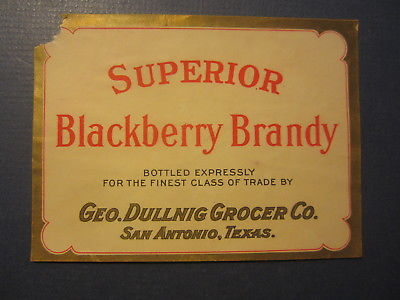 SUPERIOR
Blackberry Brandy
BOTTLED EXPRESSLY
FOR THE FINEST CLASS OF TRADE BY
GEO. DULLNIG GROCER CO.
SAN ANTONIO, TEXAS.